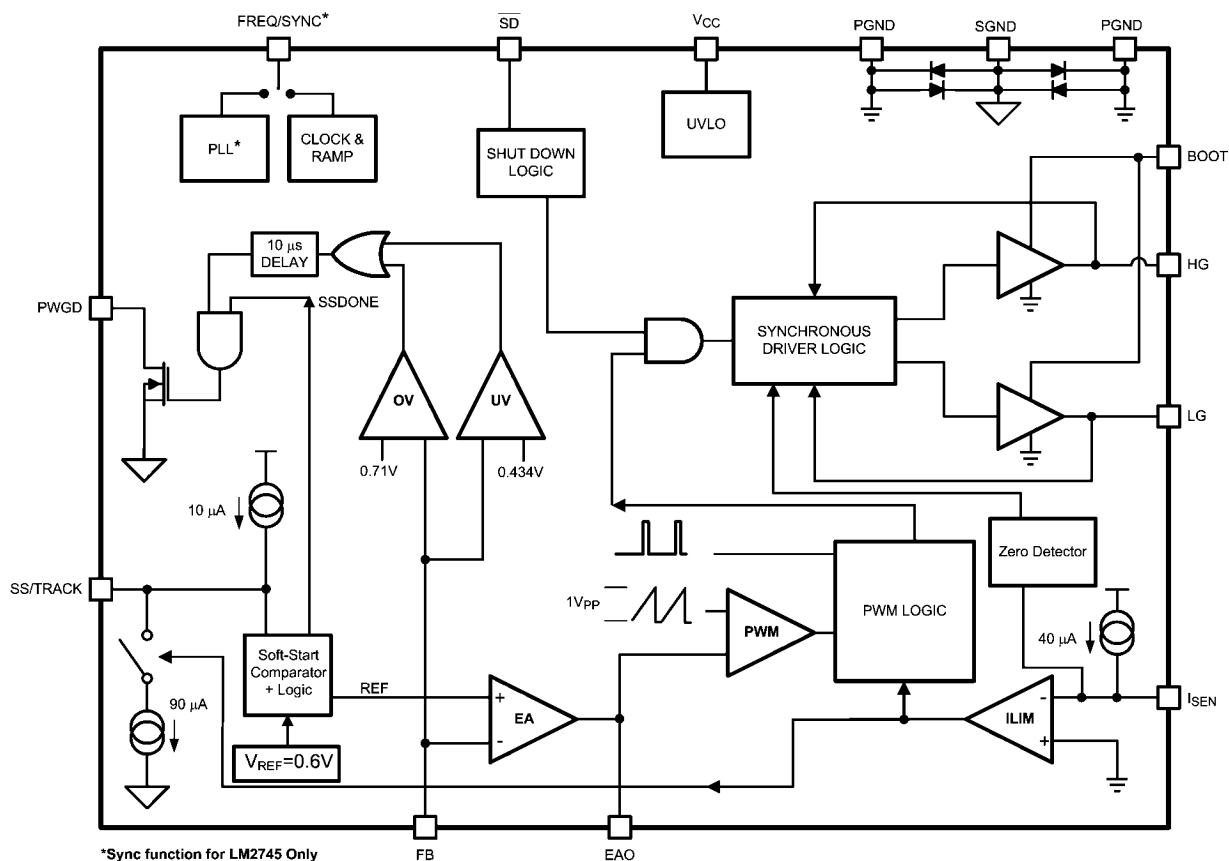 FREQ/SYNC*
SD
VCC
PGND
SGND
PGND
PLL*
CLOCK &
RAMP
SHUT DOWN
LOGIC
UVLO
BOOT
10 μs
DELAY
SSDONE
PWGD
HG
SYNCHRONOUS
DRIVER LOGIC
OV
UV
LG
0.71V
0.434V
10 μA
Zero Detector
SS/TRACK
1VPP
PWM
PWM LOGIC
40 μA
Soft-Start
Comparator
+ Logic
REF
+
-
EA
90 μA
-
+
ILIM
ISEN
VREF=0.6V
*Sync function for LM2745 Only
FB
EAO